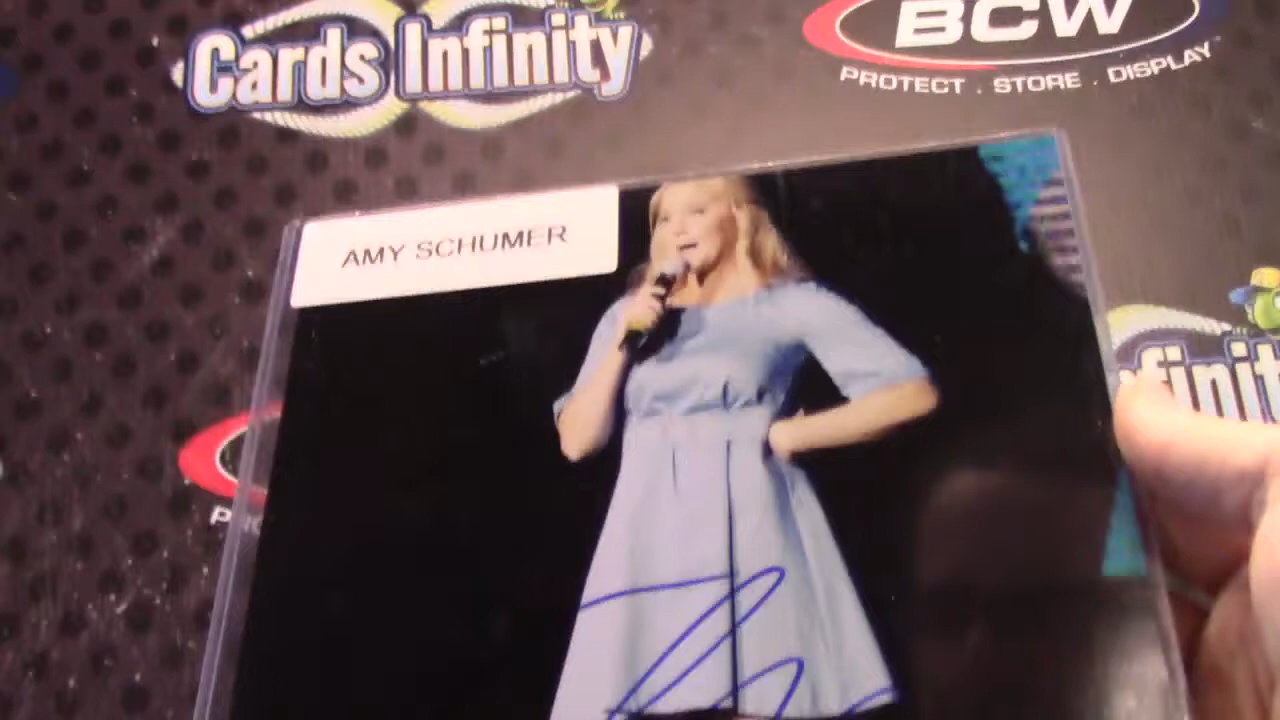 Cards Infinity
BCW
PROTECT . STORE . DISPLAY
AMY SCHUMER